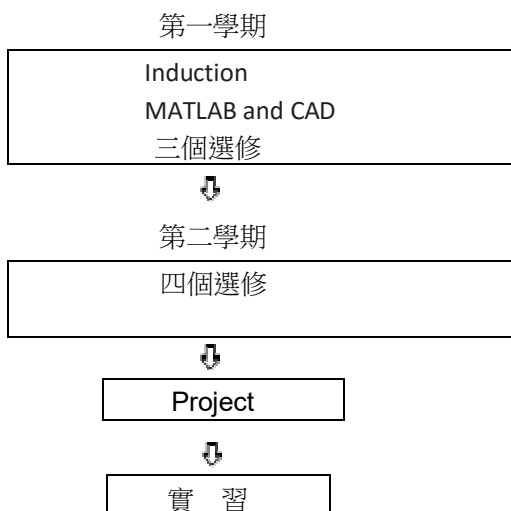 第一學期
Induction
MATLAB and CAD
三個選修
第二學期
四個選修
Project
實 習